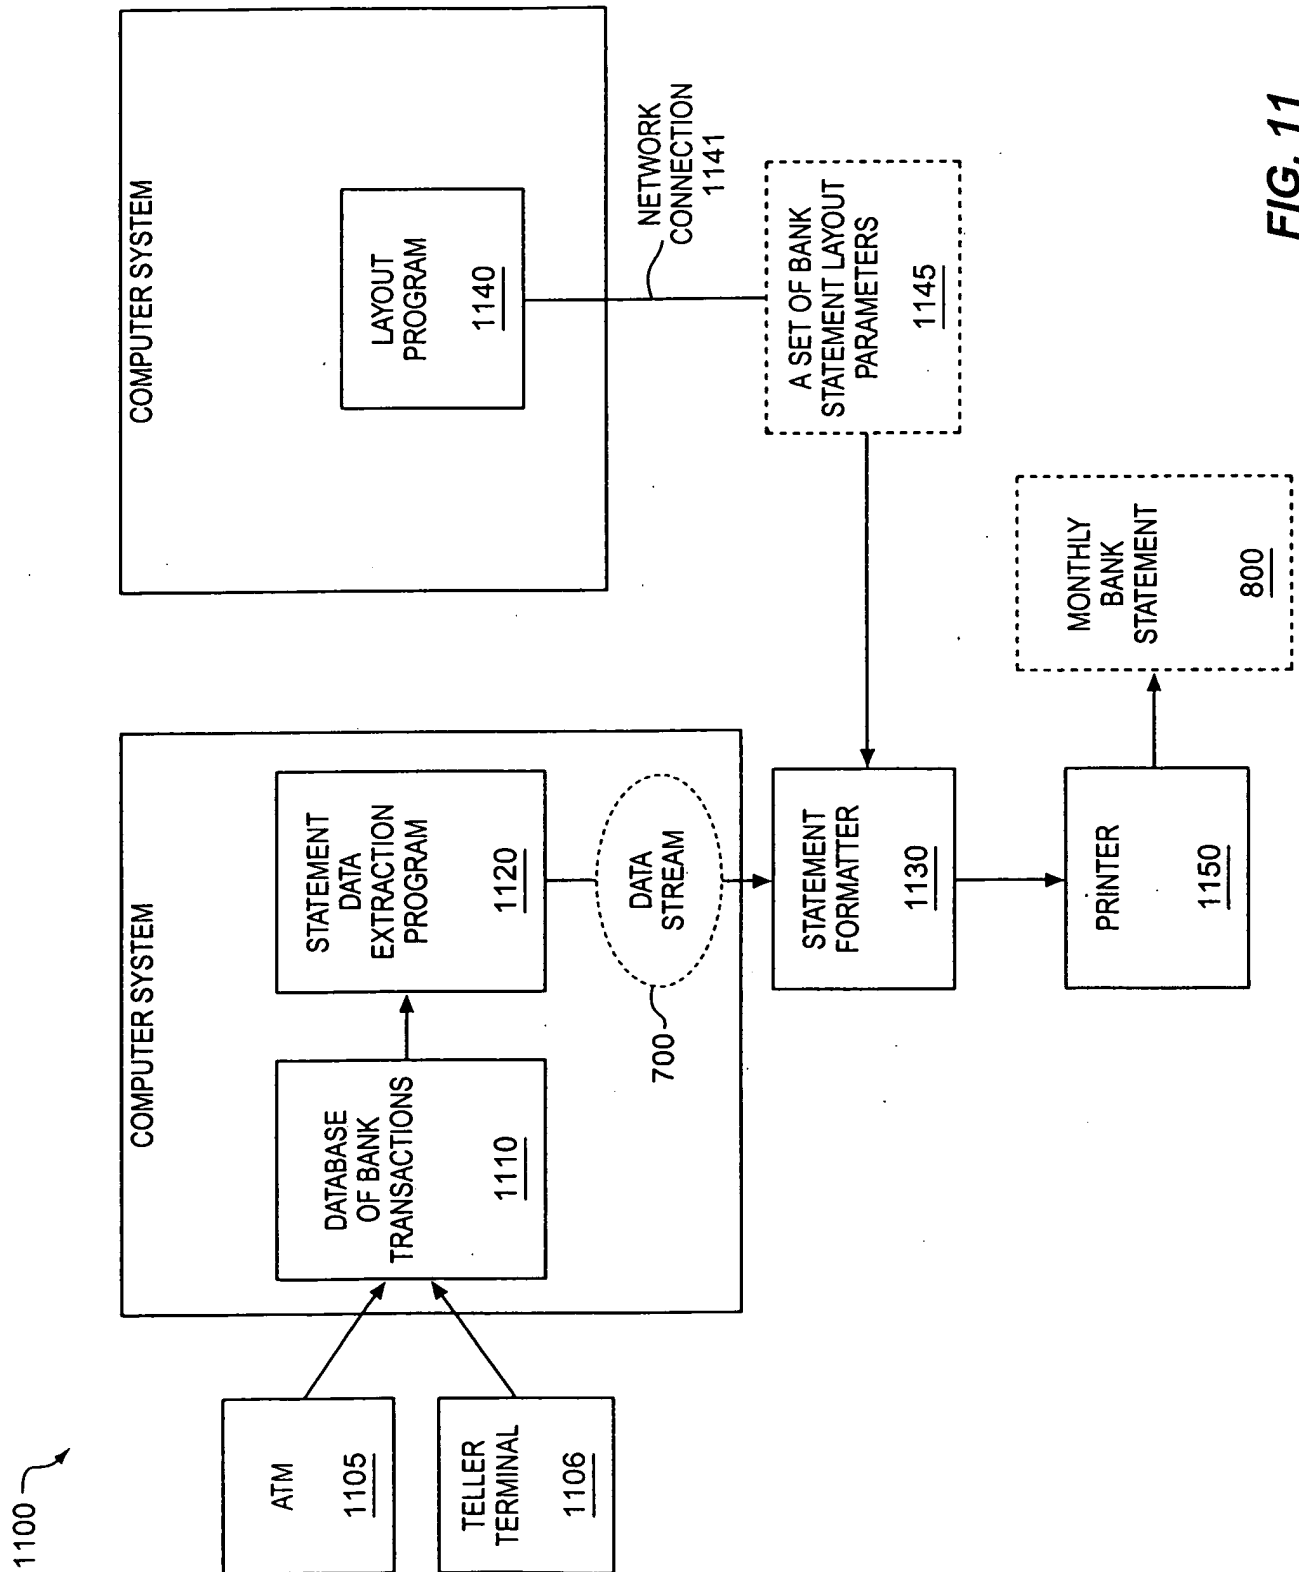 1100
COMPUTER SYSTEM
COMPUTER SYSTEM
ATM
1105
TELLER
TERMINAL
1106
DATABASE
OF BANK
TRANSACTIONS
1110
STATEMENT
DATA
EXTRACTION
PROGRAM
1120
LAYOUT
PROGRAM
1140
DATA
STREAM
700
NETWORK
CONNECTION
1141
STATEMENT
FORMATTER
1130
A SET OF BANK
STATEMENT LAYOUT
PARAMETERS
1145
PRINTER
1150
MONTHLY
BANK
STATEMENT
800
FIG. 11